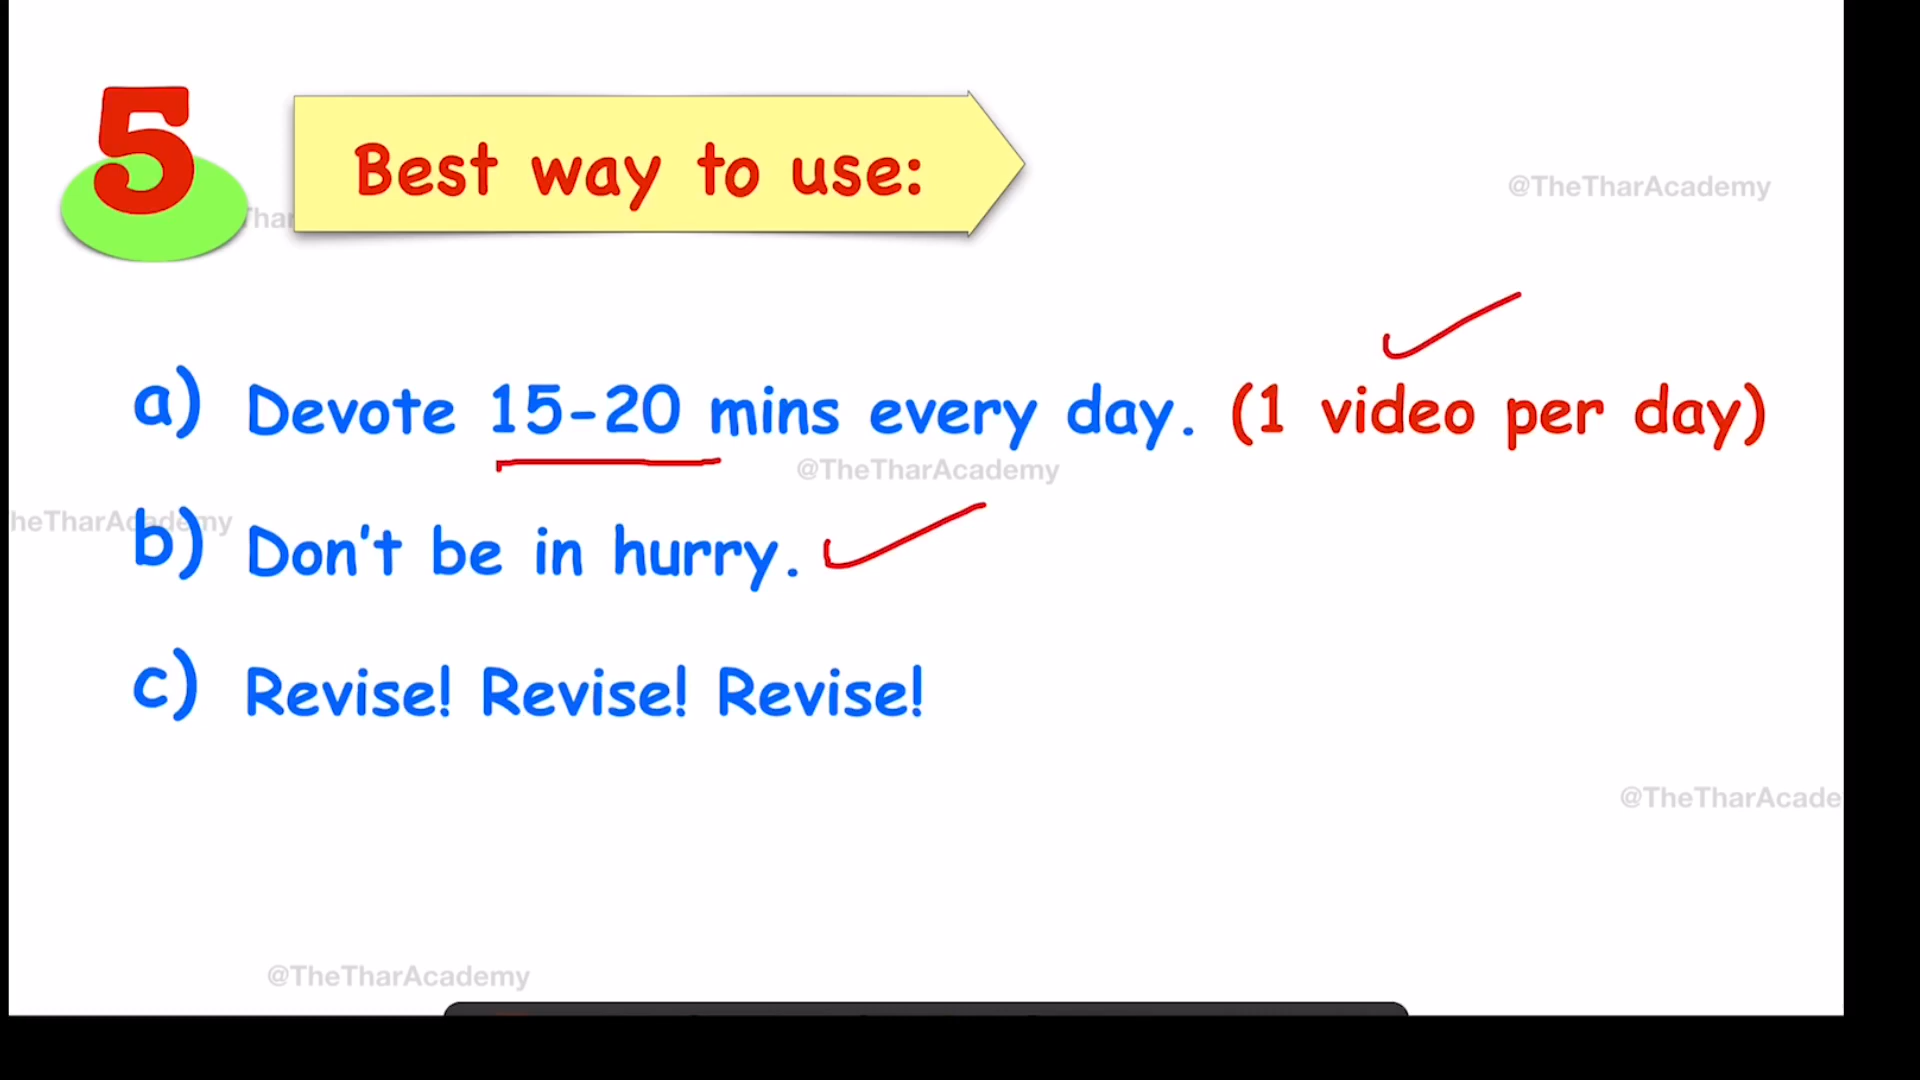 5 Best way to use:
@TheTharAcademy
a) Devote 15-20 mins every day. (1 video per day)
@TheTharAcademy
heTharAcademy
b) Don't be in hurry.
c) Revise! Revise! Revise!
@TheTharAcade
@TheTharAcademy